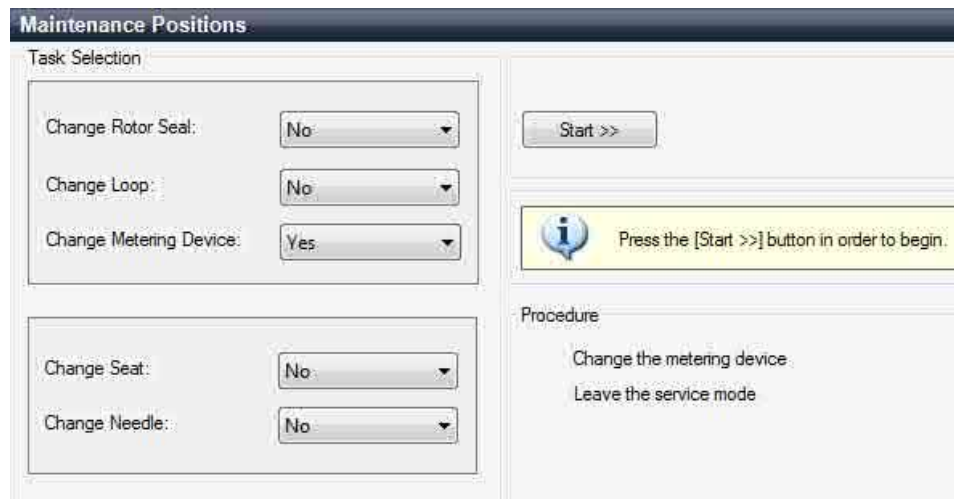 Maintenance Positions
Task Selection
Change Rotor Seal:
No
Change Loop:
No
Change Metering Device:
Yes
Change Seat:
No
Change Needle:
No
Start >>
Press the [Start >>] button in order to begin.
Procedure
Change the metering device
Leave the service mode